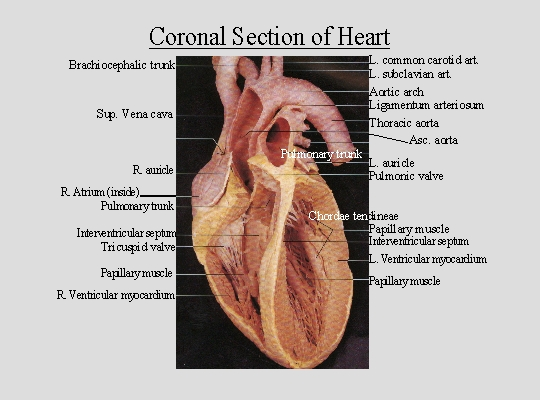 Coronal Section of Heart
Brachiocephalic trunk
Sup. Vena cava
R. auricle
R. Atrium (inside)
Pulmonary trunk
Interventricular septum
Tricuspid valve
Papillary muscle
R. Ventricular myocardium
Pulmonary trunk
Chordae tendineae
L. common carotid art.
L. subclavian art.
Aortic arch
Ligamentum arteriosum
Thoracic aorta
Asc. aorta
L. auricle
Pulmonic valve
Papillary muscle
Interventricular septum
L. Ventricular myocardium
Papillary muscle